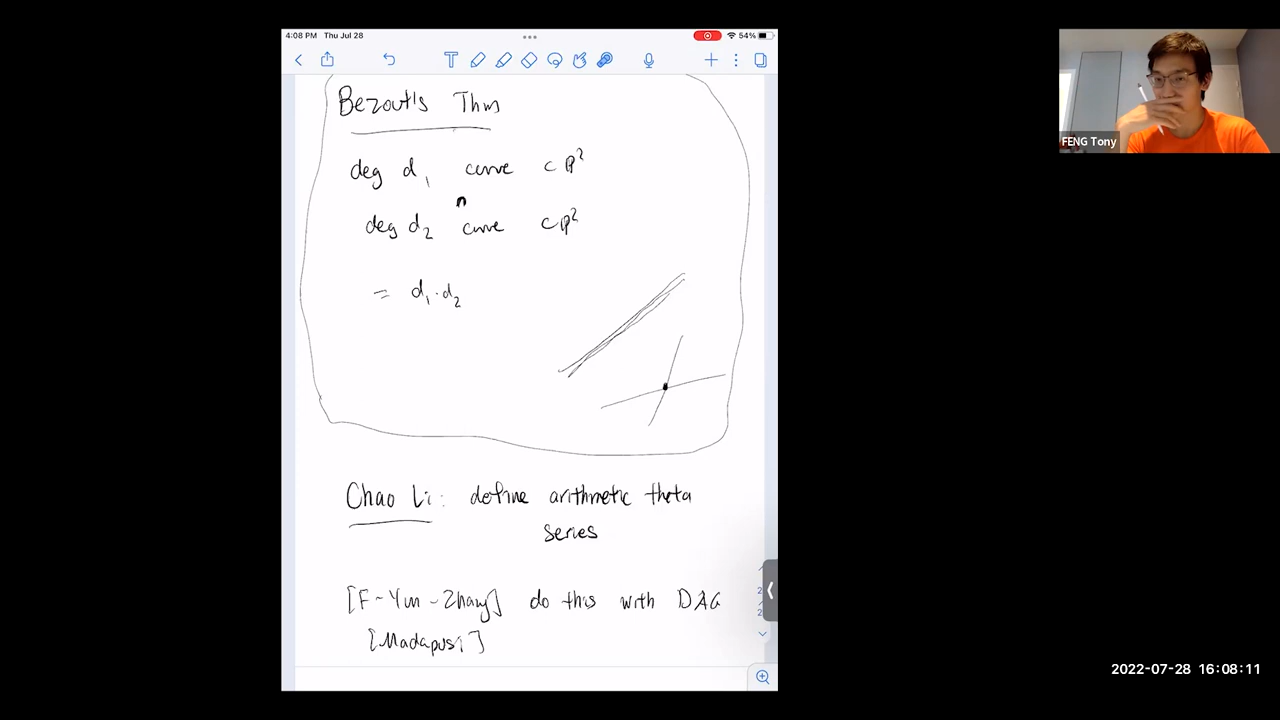 4:08 PM Thu Jul 28
54%
Bezout's Thm
deg d₁ curve ⊂ P²
∩
deg d₂ curve ⊂ P²
= d₁·d₂
Chao Li: define arithmetic theta
series
[F-Yun-Zhang] do this with DAG
[Madapusi]
FENG Tony
2022-07-28 16:08:11